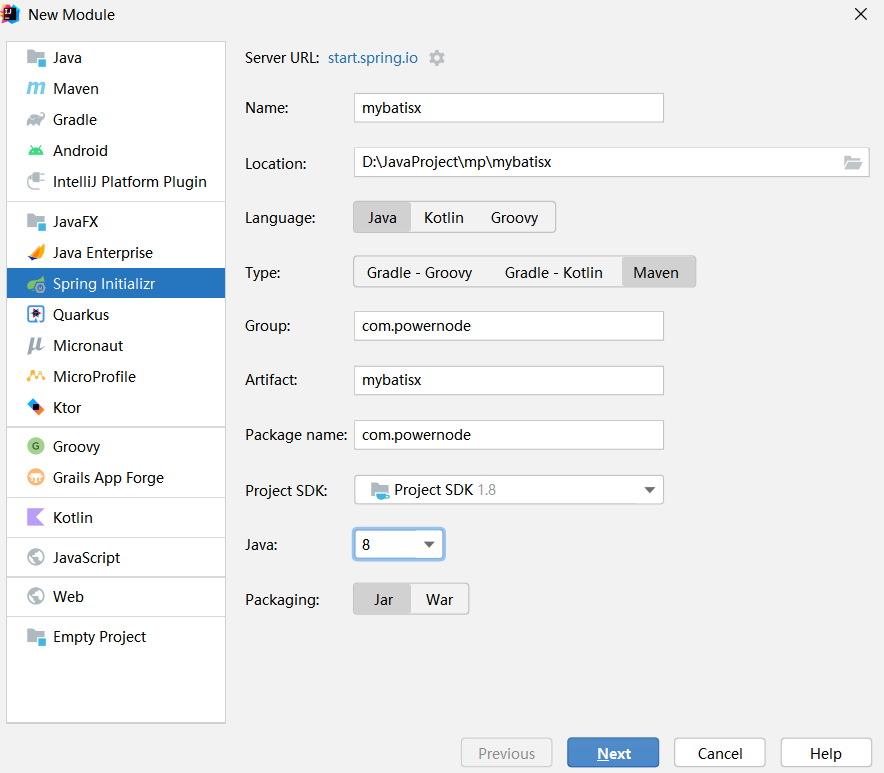 New Module
Java
Maven
Gradle
Android
IntelliJ Platform Plugin
JavaFX
Java Enterprise
Spring Initializr
Quarkus
Micronaut
MicroProfile
Ktor
Groovy
Grails App Forge
Kotlin
JavaScript
Web
Empty Project
Server URL: start.spring.io
Name: mybatisx
Location: D:\JavaProject\mp\mybatisx
Language: Java Kotlin Groovy
Type: Gradle - Groovy Gradle - Kotlin Maven
Group: com.powernode
Artifact: mybatisx
Package name: com.powernode
Project SDK: Project SDK 1.8
Java: 8
Packaging: Jar War
Previous Next Cancel Help